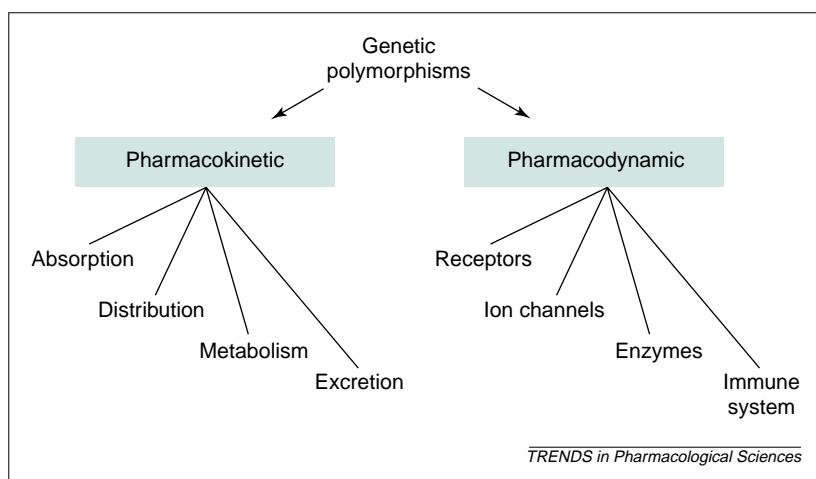 Genetic
polymorphisms
Pharmacokinetic
Pharmacodynamic
Absorption
Distribution
Metabolism
Excretion
Receptors
Ion channels
Enzymes
Immune
system
TRENDS in Pharmacological Sciences